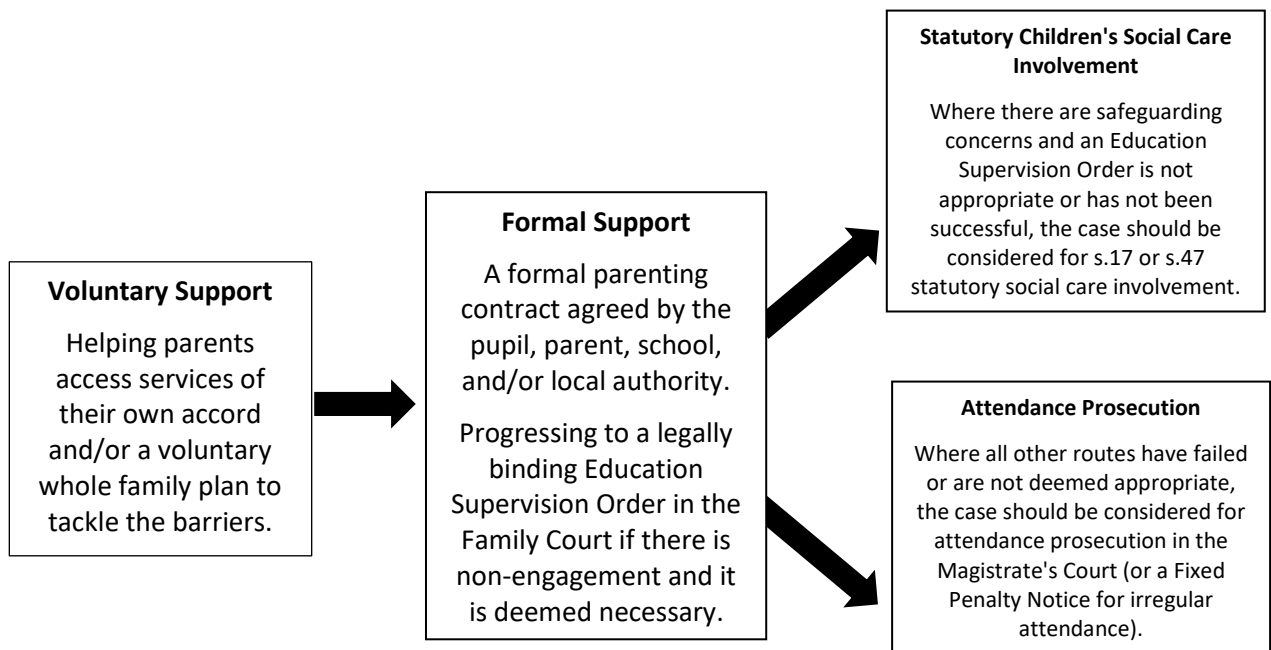 Voluntary Support
Helping parents
access services of
their own accord
and/or a voluntary
whole family plan to
tackle the barriers.
Formal Support
A formal parenting
contract agreed by the
pupil, parent, school,
and/or local authority.
Progressing to a legally
binding Education
Supervision Order in the
Family Court if there is
non-engagement and it
is deemed necessary.
Statutory Children's Social Care
Involvement
Where there are safeguarding
concerns and an Education
Supervision Order is not
appropriate or has not been
successful, the case should be
considered for s.17 or s.47
statutory social care involvement.
Attendance Prosecution
Where all other routes have failed
or are not deemed appropriate,
the case should be considered for
attendance prosecution in the
Magistrate's Court (or a Fixed
Penalty Notice for irregular
attendance).